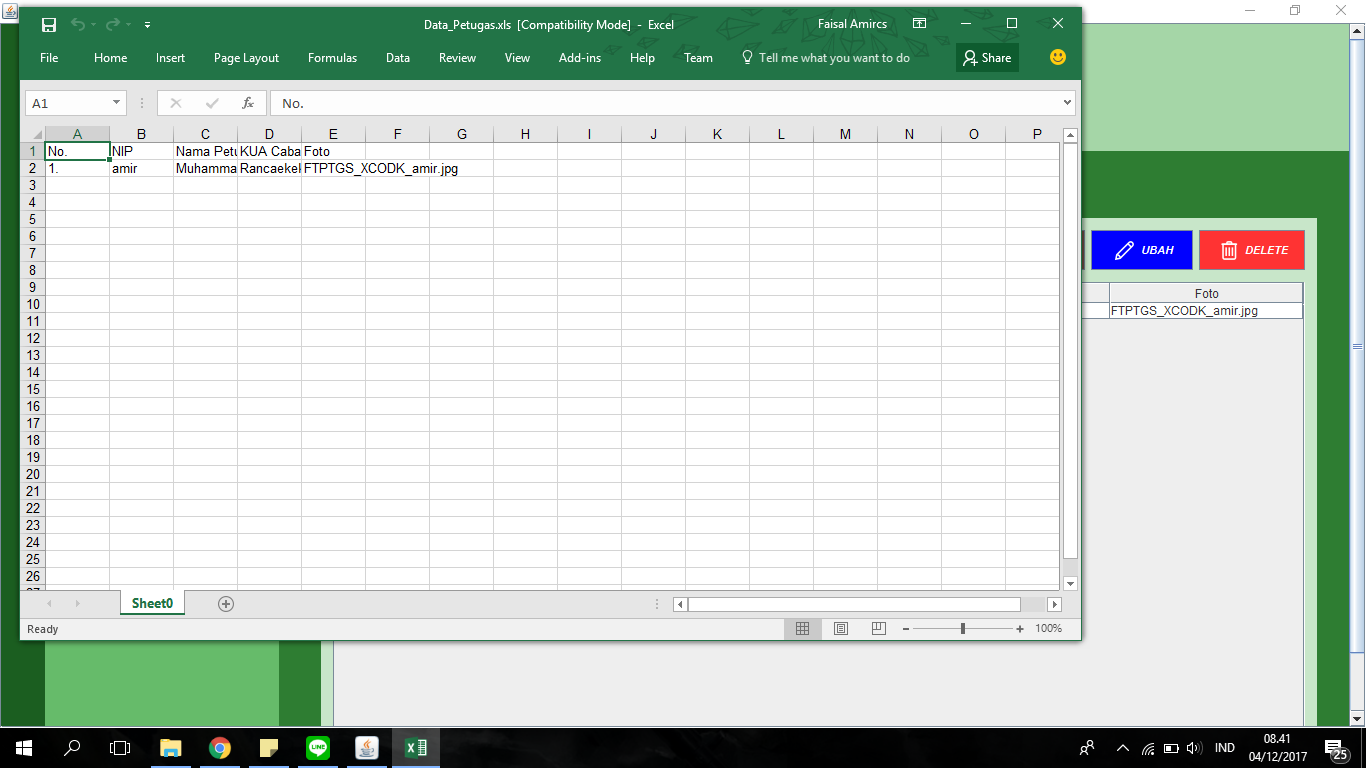 Data_Petugas.xls [Compatibility Mode] - Excel
Faisal Amircs
File Home Insert Page Layout Formulas Data Review View Add-ins Help Team Tell me what you want to do Share
A1 fx No.
A B C D E F G H I J K L M N O P
1 No. NIP Nama Petu KUA Caba Foto
2 1. amir Muhamma Rancaekek FTPTGS_XCODK_amir.jpg
3
4
5
6
7
8
9
10
11
12
13
14
15
16
17
18
19
20
21
22
23
24
25
26
Sheet0
Ready 100%
UBAH DELETE
Foto
FTPTGS_XCODK_amir.jpg
LINE
IND
08.41
04/12/2017
25